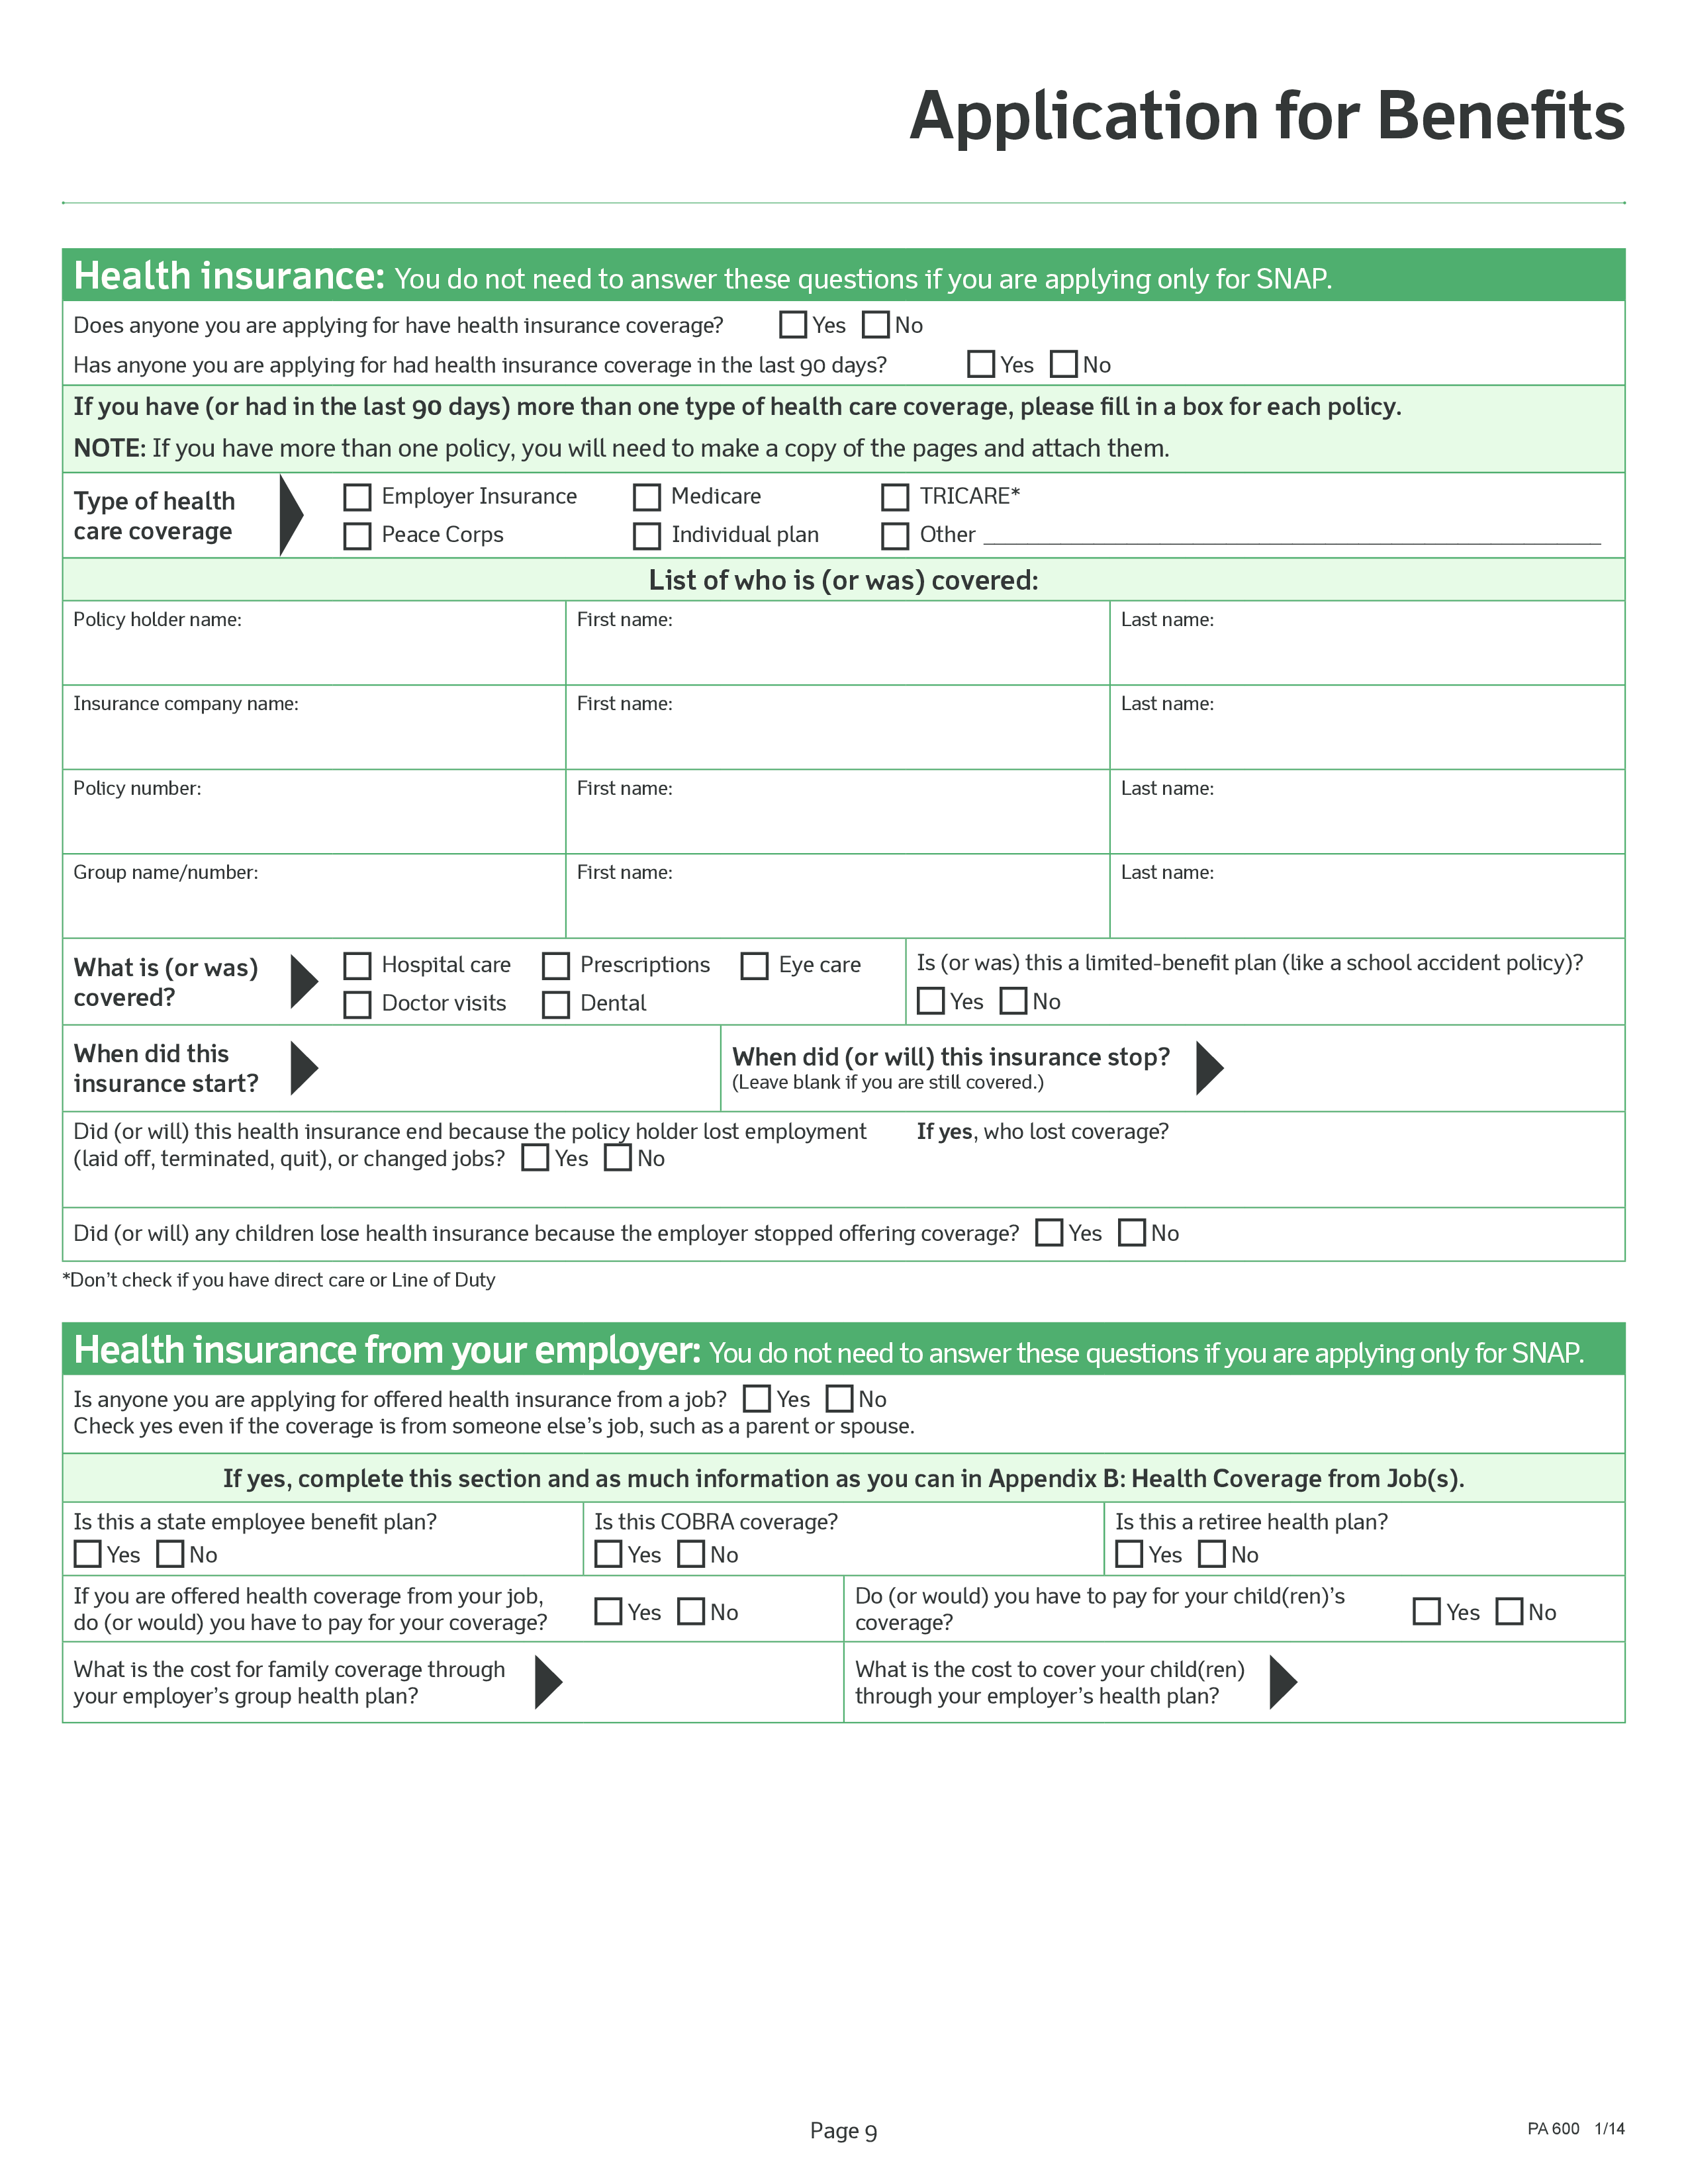 Application for Benefits
Health insurance: You do not need to answer these questions if you are applying only for SNAP.
Does anyone you are applying for have health insurance coverage? Yes No
Has anyone you are applying for had health insurance coverage in the last 90 days? Yes No
If you have (or had in the last 90 days) more than one type of health care coverage, please fill in a box for each policy.
NOTE: If you have more than one policy, you will need to make a copy of the pages and attach them.
Type of health
care coverage
Employer Insurance Medicare TRICARE*
Peace Corps Individual plan Other
List of who is (or was) covered:
Policy holder name: First name: Last name:
Insurance company name: First name: Last name:
Policy number: First name: Last name:
Group name/number: First name: Last name:
What is (or was)
covered?
Hospital care Prescriptions Eye care
Doctor visits Dental
Is (or was) this a limited-benefit plan (like a school accident policy)?
Yes No
When did this
insurance start?
When did (or will) this insurance stop?
(Leave blank if you are still covered.)
Did (or will) this health insurance end because the policy holder lost employment
(laid off, terminated, quit), or changed jobs? Yes No
If yes, who lost coverage?
Did (or will) any children lose health insurance because the employer stopped offering coverage? Yes No
*Don't check if you have direct care or Line of Duty
Health insurance from your employer: You do not need to answer these questions if you are applying only for SNAP.
Is anyone you are applying for offered health insurance from a job? Yes No
Check yes even if the coverage is from someone else's job, such as a parent or spouse.
If yes, complete this section and as much information as you can in Appendix B: Health Coverage from Job(s).
Is this a state employee benefit plan?
Yes No
Is this COBRA coverage?
Yes No
Is this a retiree health plan?
Yes No
If you are offered health coverage from your job,
do (or would) you have to pay for your coverage?
Yes No
Do (or would) you have to pay for your child(ren)'s
coverage?
Yes No
What is the cost for family coverage through
your employer's group health plan?
What is the cost to cover your child(ren)
through your employer's health plan?
Page 9
PA 600 1/14